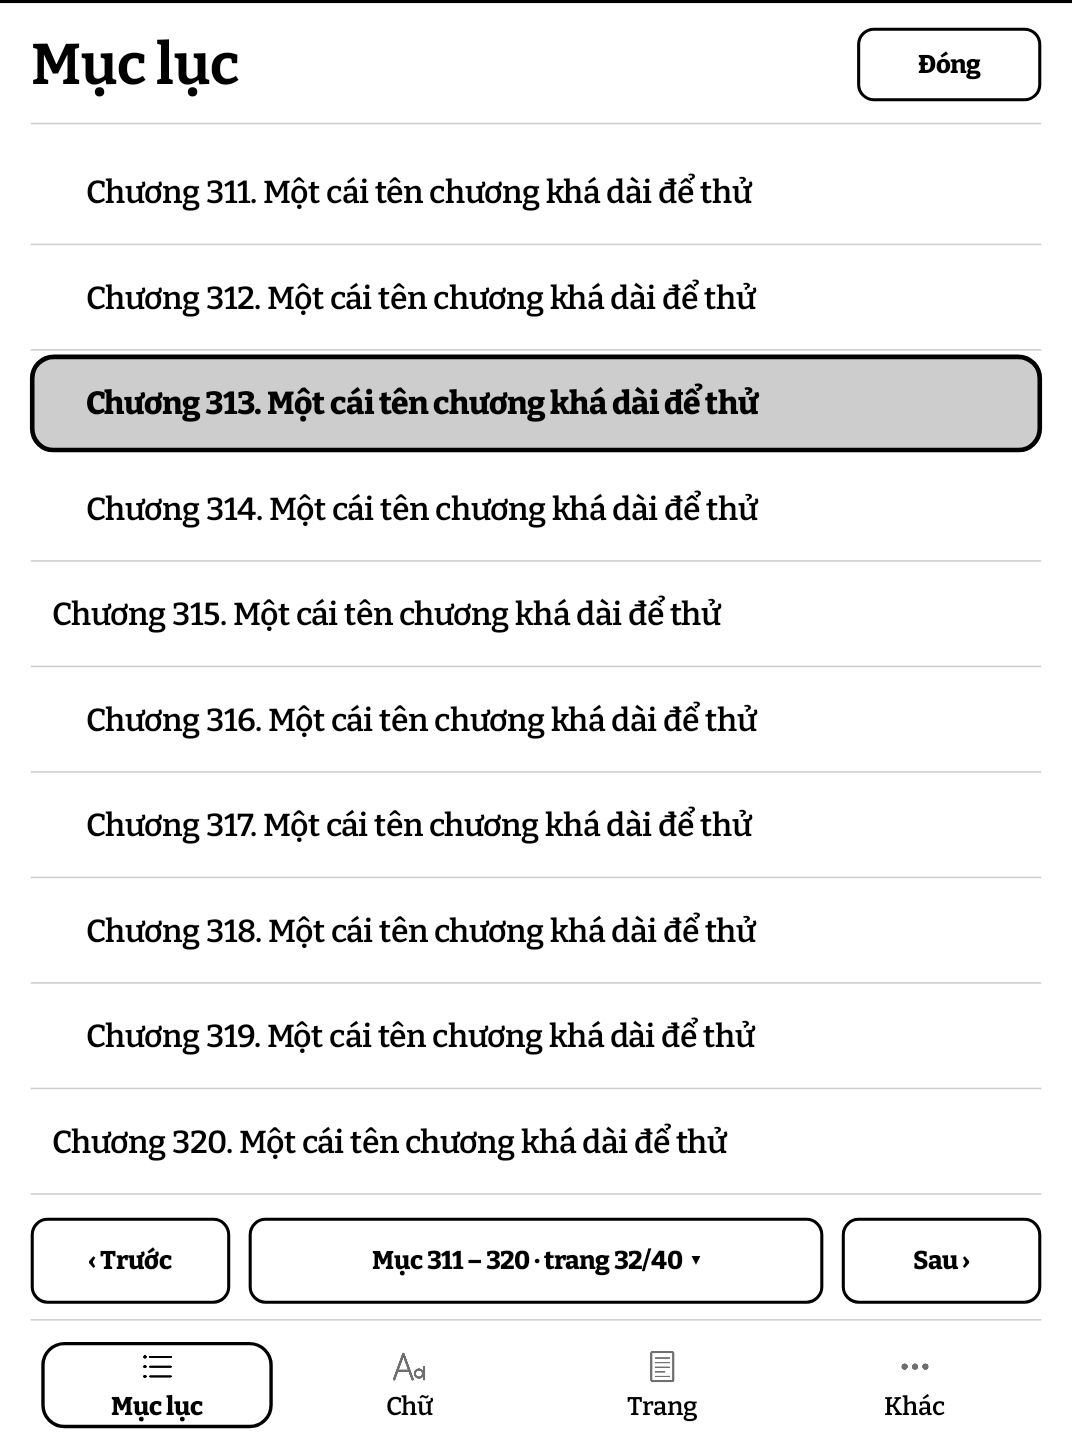 Mục lục
Đóng
Chương 311. Một cái tên chương khá dài để thử
Chương 312. Một cái tên chương khá dài để thử
Chương 313. Một cái tên chương khá dài để thử
Chương 314. Một cái tên chương khá dài để thử
Chương 315. Một cái tên chương khá dài để thử
Chương 316. Một cái tên chương khá dài để thử
Chương 317. Một cái tên chương khá dài để thử
Chương 318. Một cái tên chương khá dài để thử
Chương 319. Một cái tên chương khá dài để thử
Chương 320. Một cái tên chương khá dài để thử
‹ Trước
Mục 311 – 320 · trang 32/40 ▾
Sau ›
Mục lục
Aa
Chữ
Trang
Khác